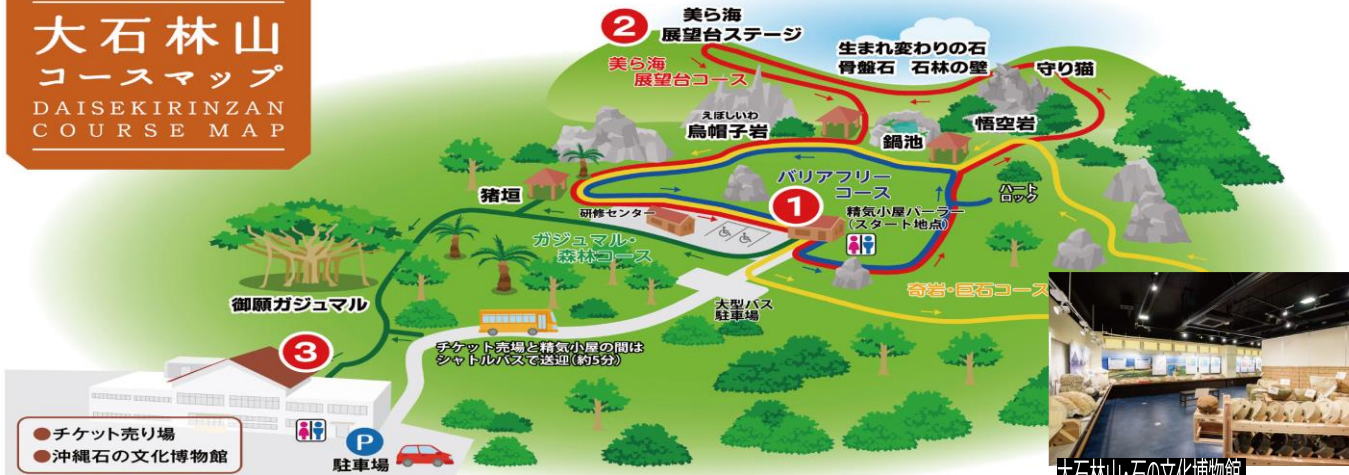 大石林山
コースマップ
DAISEKIRINZAN
COURSE MAP
2
美ら海
展望台ステージ
美ら海
展望台コース
生まれ変わりの石
骨盤石 石林の壁
守り猫
えぼしいわ
烏帽子岩
鍋池
悟空岩
猪垣
バリアフリー
コース
ハート
ロック
研修センター
1
精気小屋パーラー
(スタート地点)
ガジュマル・
森林コース
御願ガジュマル
大型バス
駐車場
奇岩・巨石コース
チケット売場と精気小屋の間は
シャトルバスで送迎(約5分)
3
●チケット売り場
●沖縄石の文化博物館
P
駐車場
大石林山・石の文化博物館